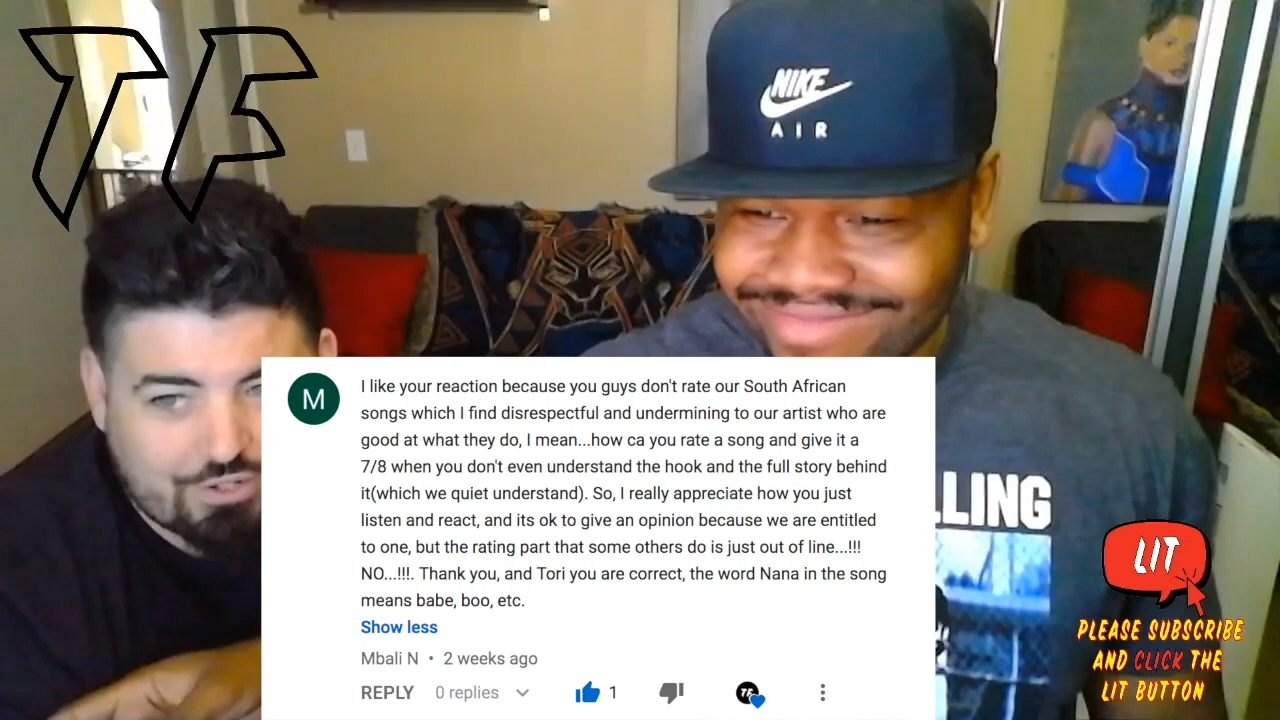 TF
NIKE
AIR
LLING
M
I like your reaction because you guys don't rate our South African
songs which I find disrespectful and undermining to our artist who are
good at what they do, I mean...how ca you rate a song and give it a
7/8 when you don't even understand the hook and the full story behind
it(which we quiet understand). So, I really appreciate how you just
listen and react, and its ok to give an opinion because we are entitled
to one, but the rating part that some others do is just out of line...!!!
NO...!!!. Thank you, and Tori you are correct, the word Nana in the song
means babe, boo, etc.
Show less
Mbali N • 2 weeks ago
REPLY 0 replies 1 TF
LIT
PLEASE SUBSCRIBE
AND CLICK THE
LIT BUTTON